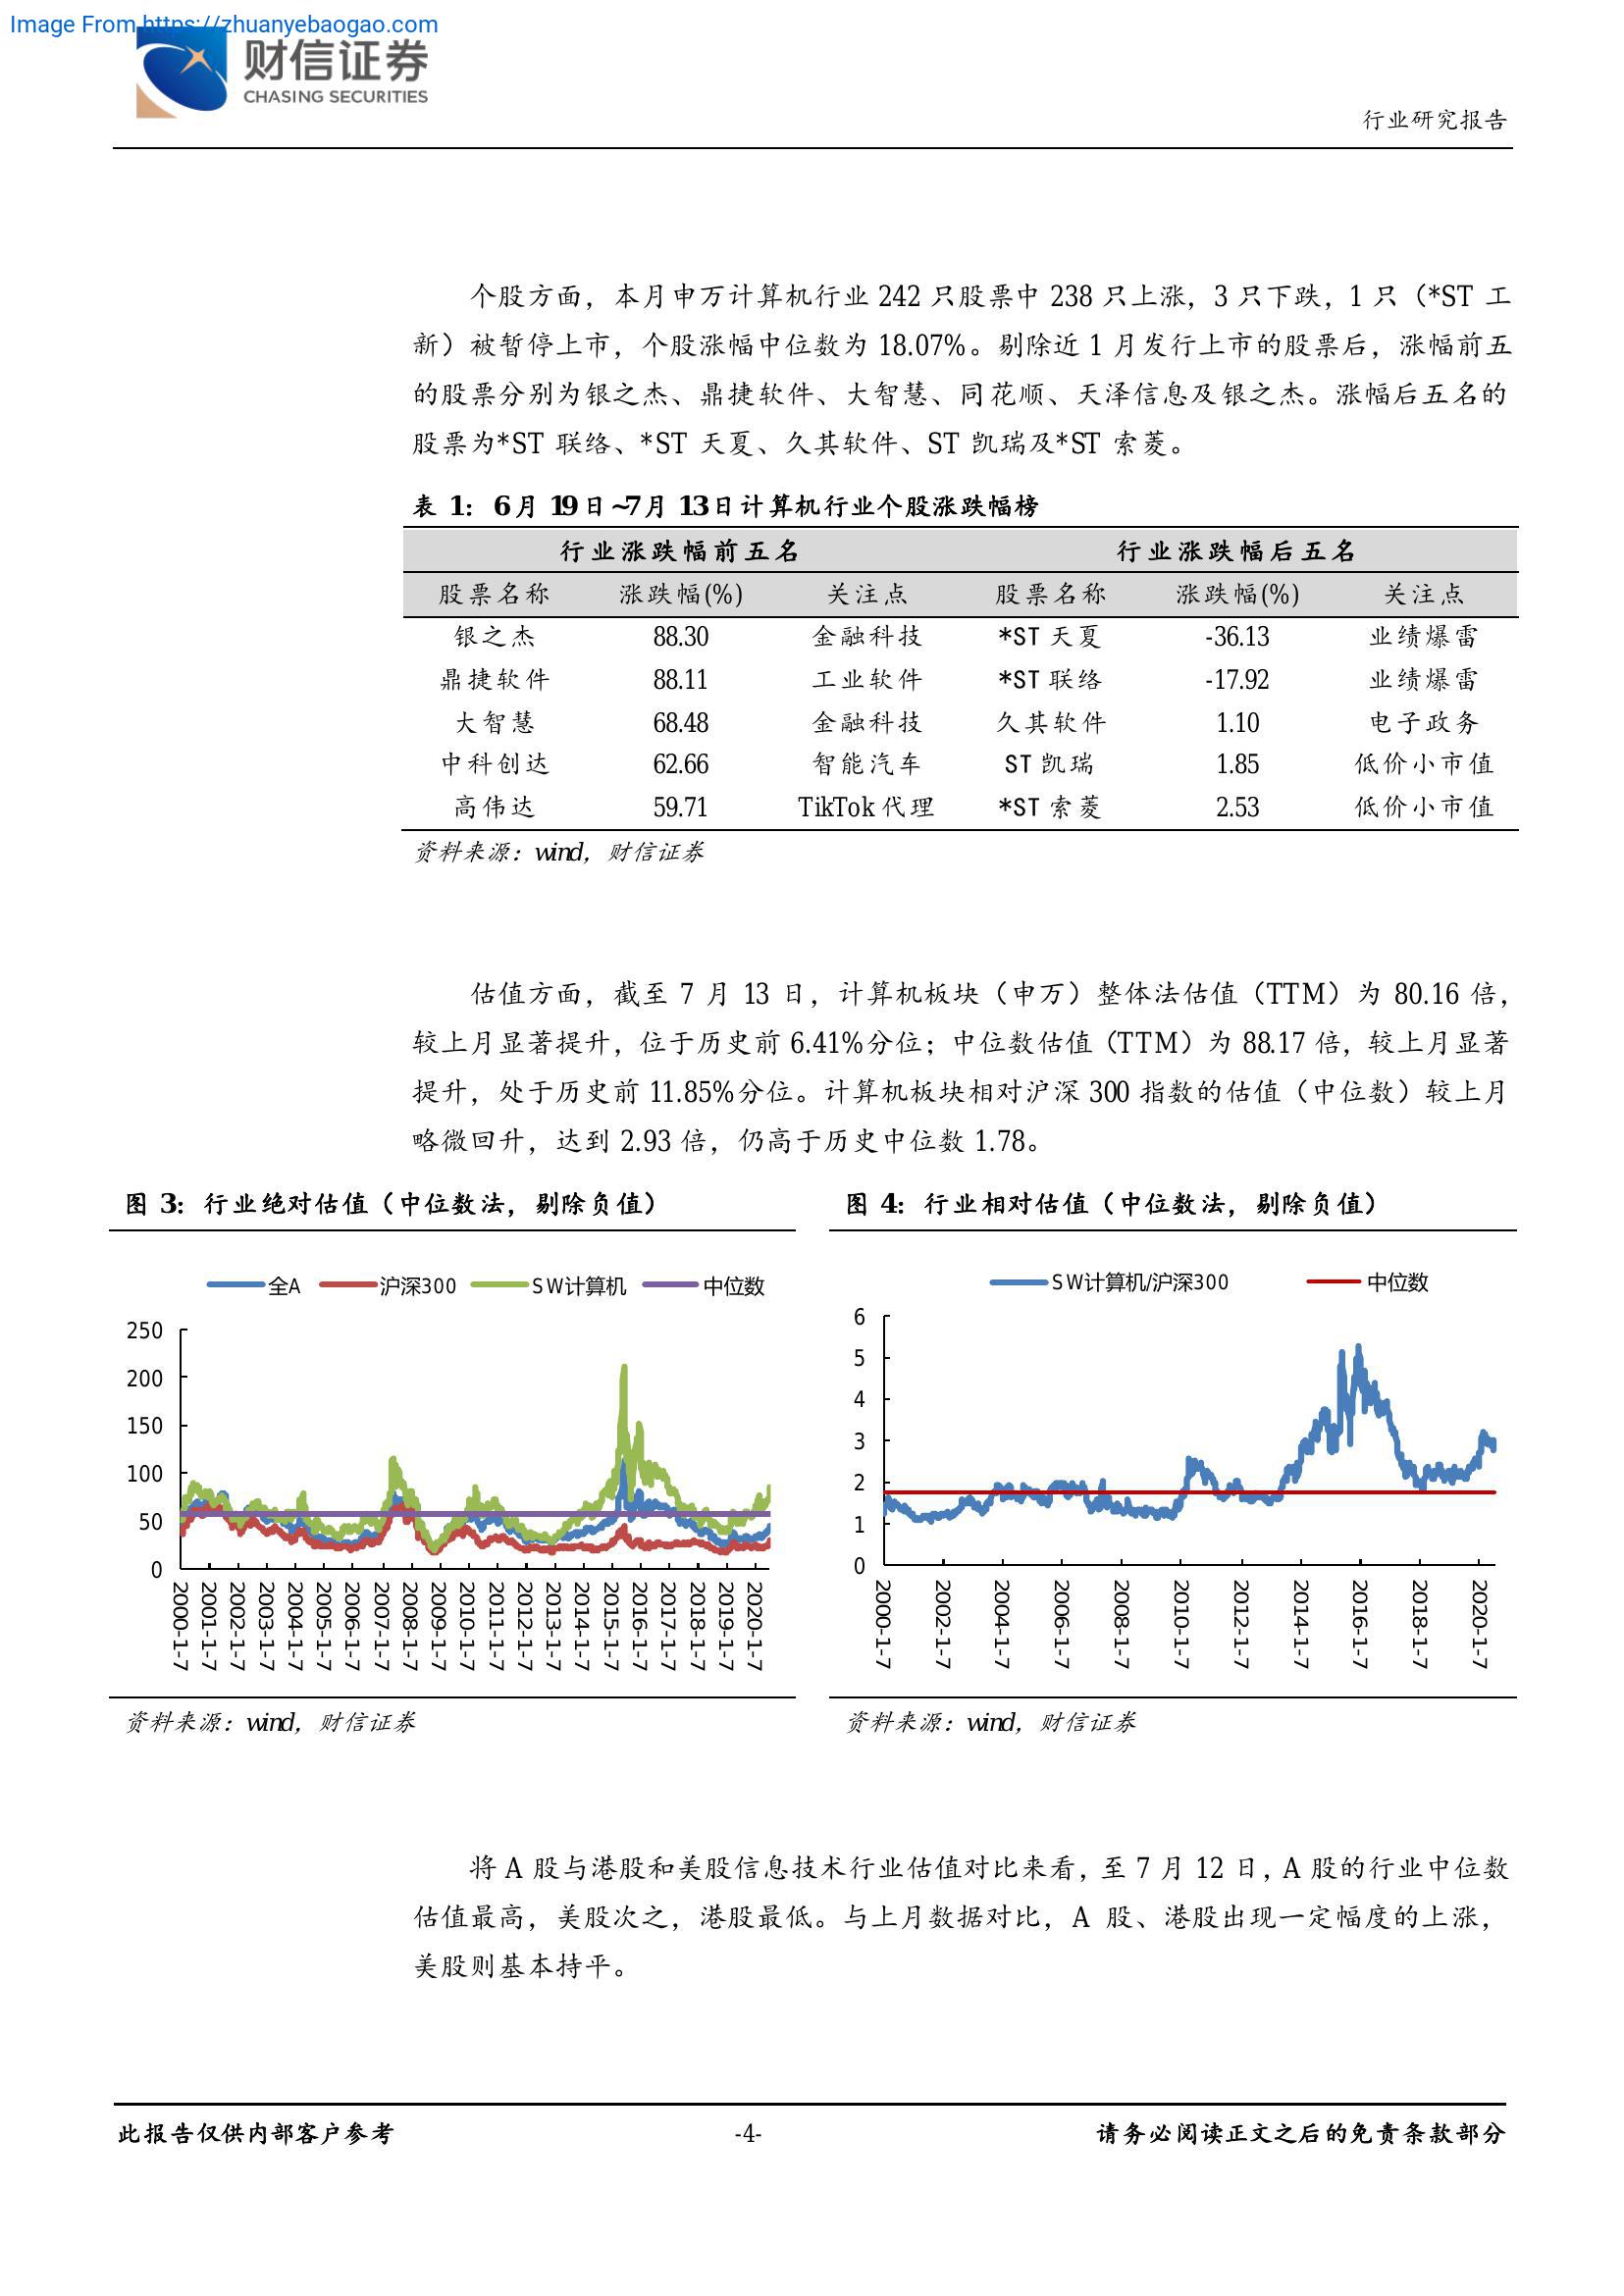 Image From https://zhuanyebaogao.com
财信证券
CHASING SECURITIES
行业研究报告
个股方面，本月申万计算机行业 242 只股票中 238 只上涨，3 只下跌，1 只（*ST 工
新）被暂停上市，个股涨幅中位数为 18.07%。剔除近 1 月发行上市的股票后，涨幅前五
的股票分别为银之杰、鼎捷软件、大智慧、同花顺、天泽信息及银之杰。涨幅后五名的
股票为*ST 联络、*ST 天夏、久其软件、ST 凯瑞及*ST 索菱。
表 1：6 月 19 日~7 月 13 日计算机行业个股涨跌幅榜
行业涨跌幅前五名 行业涨跌幅后五名
股票名称 涨跌幅(%) 关注点 股票名称 涨跌幅(%) 关注点
银之杰 88.30 金融科技 *ST 天夏 -36.13 业绩爆雷
鼎捷软件 88.11 工业软件 *ST 联络 -17.92 业绩爆雷
大智慧 68.48 金融科技 久其软件 1.10 电子政务
中科创达 62.66 智能汽车 ST 凯瑞 1.85 低价小市值
高伟达 59.71 TikTok 代理 *ST 索菱 2.53 低价小市值
资料来源：wind，财信证券
估值方面，截至 7 月 13 日，计算机板块（申万）整体法估值（TTM）为 80.16 倍，
较上月显著提升，位于历史前 6.41%分位；中位数估值（TTM）为 88.17 倍，较上月显著
提升，处于历史前 11.85%分位。计算机板块相对沪深 300 指数的估值（中位数）较上月
略微回升，达到 2.93 倍，仍高于历史中位数 1.78。
图 3：行业绝对估值（中位数法，剔除负值）
全A 沪深300 SW计算机 中位数
250
200
150
100
50
0
2000-1-7 2001-1-7 2002-1-7 2003-1-7 2004-1-7 2005-1-7 2006-1-7 2007-1-7 2008-1-7 2009-1-7 2010-1-7 2011-1-7 2012-1-7 2013-1-7 2014-1-7 2015-1-7 2016-1-7 2017-1-7 2018-1-7 2019-1-7 2020-1-7
资料来源：wind，财信证券
图 4：行业相对估值（中位数法，剔除负值）
SW计算机/沪深300 中位数
6
5
4
3
2
1
0
2000-1-7 2002-1-7 2004-1-7 2006-1-7 2008-1-7 2010-1-7 2012-1-7 2014-1-7 2016-1-7 2018-1-7 2020-1-7
资料来源：wind，财信证券
将 A 股与港股和美股信息技术行业估值对比来看，至 7 月 12 日，A 股的行业中位数
估值最高，美股次之，港股最低。与上月数据对比，A 股、港股出现一定幅度的上涨，
美股则基本持平。
此报告仅供内部客户参考 -4- 请务必阅读正文之后的免责条款部分